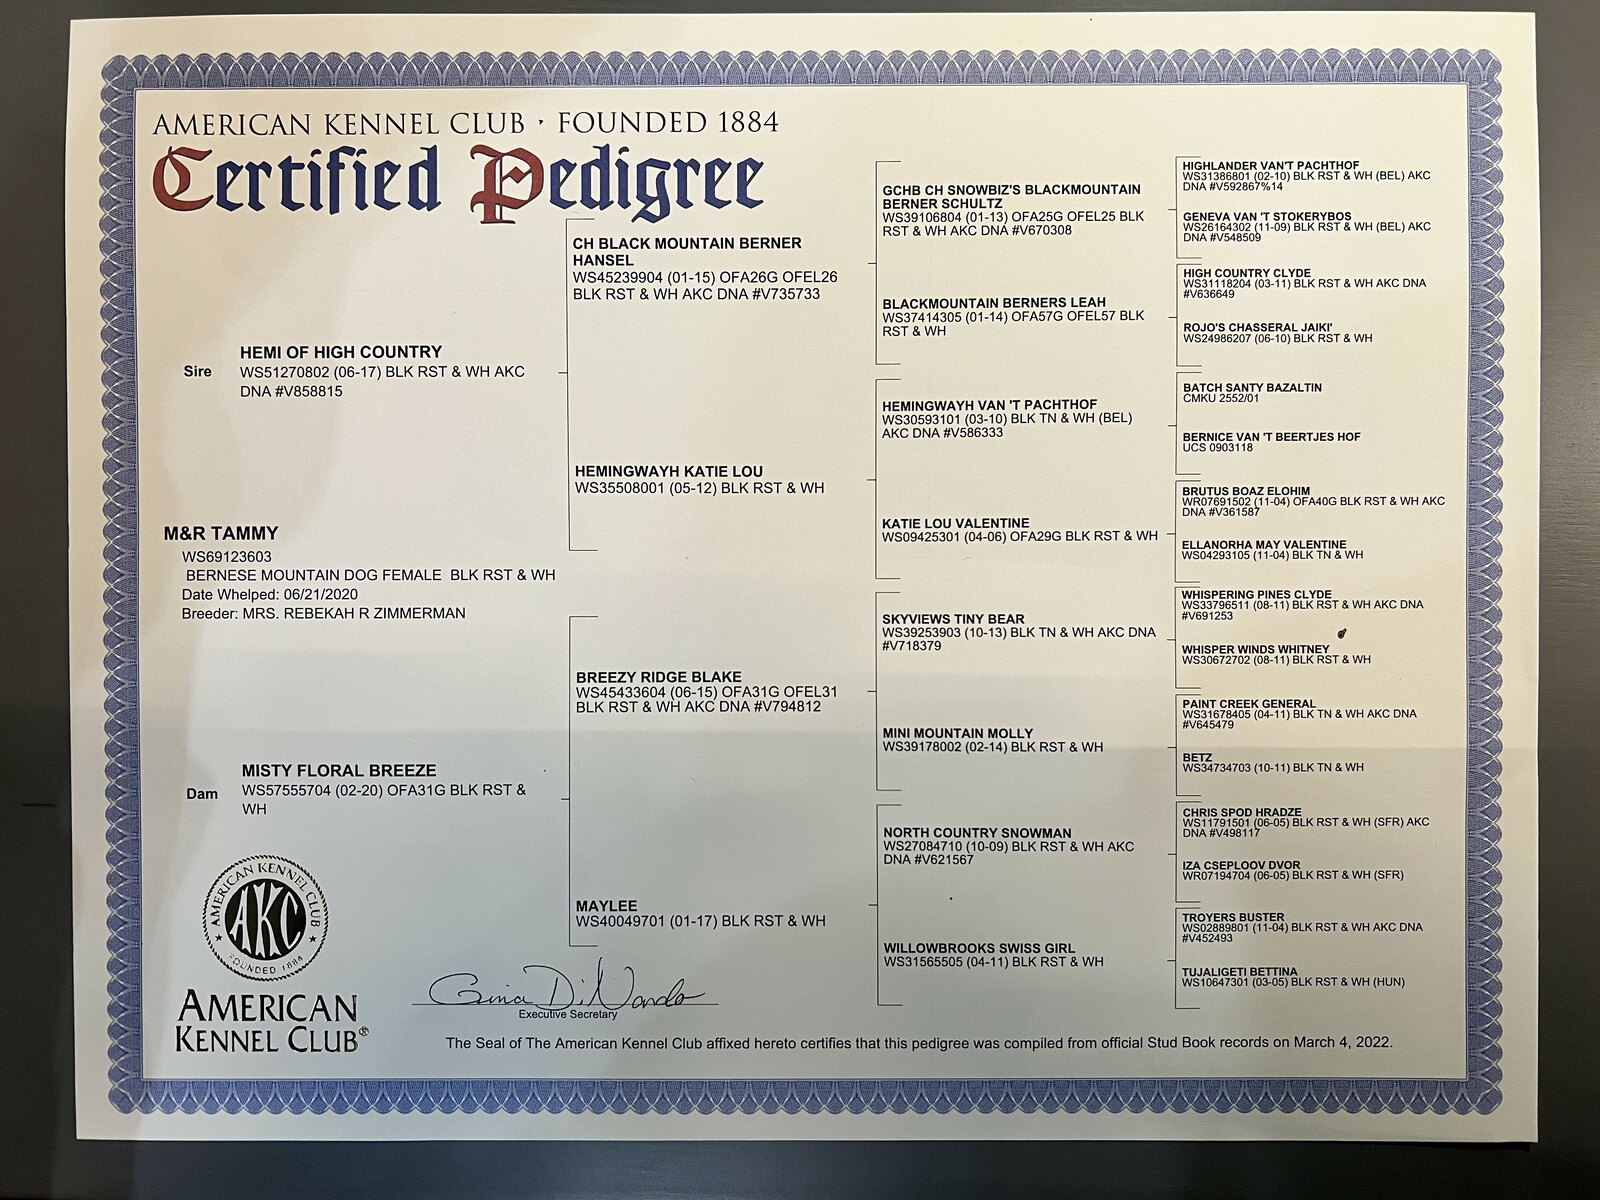 AMERICAN KENNEL CLUB · FOUNDED 1884
Certified Pedigree
Sire
HEMI OF HIGH COUNTRY
WS51270802 (06-17) BLK RST & WH AKC
DNA #V858815
M&R TAMMY
WS69123603
BERNESE MOUNTAIN DOG FEMALE BLK RST & WH
Date Whelped: 06/21/2020
Breeder: MRS. REBEKAH R ZIMMERMAN
Dam
MISTY FLORAL BREEZE
WS57555704 (02-20) OFA31G BLK RST &
WH
CH BLACK MOUNTAIN BERNER
HANSEL
WS45239904 (01-15) OFA26G OFEL26
BLK RST & WH AKC DNA #V735733
HEMINGWAYH KATIE LOU
WS35508001 (05-12) BLK RST & WH
BREEZY RIDGE BLAKE
WS45433604 (06-15) OFA31G OFEL31
BLK RST & WH AKC DNA #V794812
MAYLEE
WS40049701 (01-17) BLK RST & WH
GCHB CH SNOWBIZ'S BLACKMOUNTAIN
BERNER SCHULTZ
WS39106804 (01-13) OFA25G OFEL25 BLK
RST & WH AKC DNA #V670308
BLACKMOUNTAIN BERNERS LEAH
WS37414305 (01-14) OFA57G OFEL57 BLK
RST & WH
HEMINGWAYH VAN 'T PACHTHOF
WS30593101 (03-10) BLK TN & WH (BEL)
AKC DNA #V586333
KATIE LOU VALENTINE
WS09425301 (04-06) OFA29G BLK RST & WH
SKYVIEWS TINY BEAR
WS39253903 (10-13) BLK TN & WH AKC DNA
#V718379
MINI MOUNTAIN MOLLY
WS39178002 (02-14) BLK RST & WH
NORTH COUNTRY SNOWMAN
WS27084710 (10-09) BLK RST & WH AKC
DNA #V621567
WILLOWBROOKS SWISS GIRL
WS31565505 (04-11) BLK RST & WH
HIGHLANDER VAN'T PACHTHOF
WS31386801 (02-10) BLK RST & WH (BEL) AKC
DNA #V592867%14
GENEVA VAN 'T STOKERYBOS
WS26164302 (11-09) BLK RST & WH (BEL) AKC
DNA #V548509
HIGH COUNTRY CLYDE
WS31118204 (03-11) BLK RST & WH AKC DNA
#V636649
ROJO'S CHASSERAL JAIKI'
WS24986207 (06-10) BLK RST & WH
BATCH SANTY BAZALTIN
CMKU 2552/01
BERNICE VAN 'T BEERTJES HOF
UCS 0903118
BRUTUS BOAZ ELOHIM
WR07691502 (11-04) OFA40G BLK RST & WH AKC
DNA #V361587
ELLANORHA MAY VALENTINE
WS04293105 (11-04) BLK TN & WH
WHISPERING PINES CLYDE
WS33796511 (08-11) BLK RST & WH AKC DNA
#V691253
WHISPER WINDS WHITNEY
WS30672702 (08-11) BLK RST & WH
PAINT CREEK GENERAL
WS31678405 (04-11) BLK TN & WH AKC DNA
#V645479
BETZ
WS34734703 (10-11) BLK TN & WH
CHRIS SPOD HRADZE
WS11791501 (06-05) BLK RST & WH (SFR) AKC
DNA #V498117
IZA CSEPLOOV DVOR
WR07194704 (06-05) BLK RST & WH (SFR)
TROYERS BUSTER
WS02889801 (11-04) BLK RST & WH AKC DNA
#V452493
TUJALIGETI BETTINA
WS10647301 (03-05) BLK RST & WH (HUN)
AMERICAN KENNEL CLUB
AKC
FOUNDED 1884
AMERICAN
KENNEL CLUB®
Gina DiNardo
Executive Secretary
The Seal of The American Kennel Club affixed hereto certifies that this pedigree was compiled from official Stud Book records on March 4, 2022.